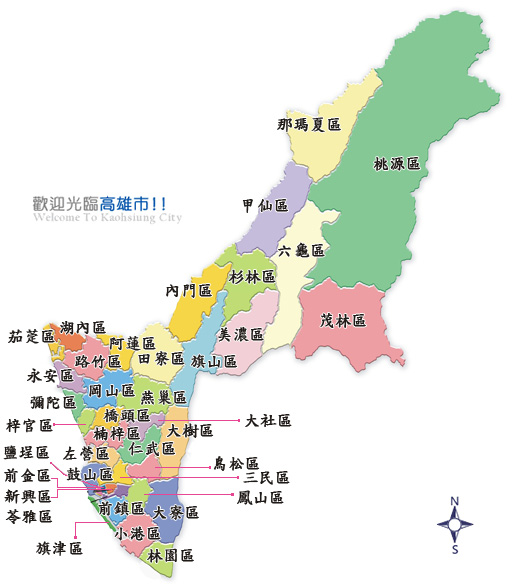 那瑪夏區
桃源區
甲仙區
歡迎光臨高雄市!!
Welcome To Kaohsiung City
六龜區
杉林區
內門區
茂林區
美濃區
湖內區
茄萣區
阿蓮區
路竹區
田寮區
旗山區
永安區
岡山區
燕巢區
彌陀區
橋頭區
大社區
梓官區
楠梓區
大樹區
仁武區
鹽埕區
左營區
鳥松區
前金區
鼓山區
三民區
新興區
鳳山區
苓雅區
前鎮區
大寮區
小港區
旗津區
林園區
N
S